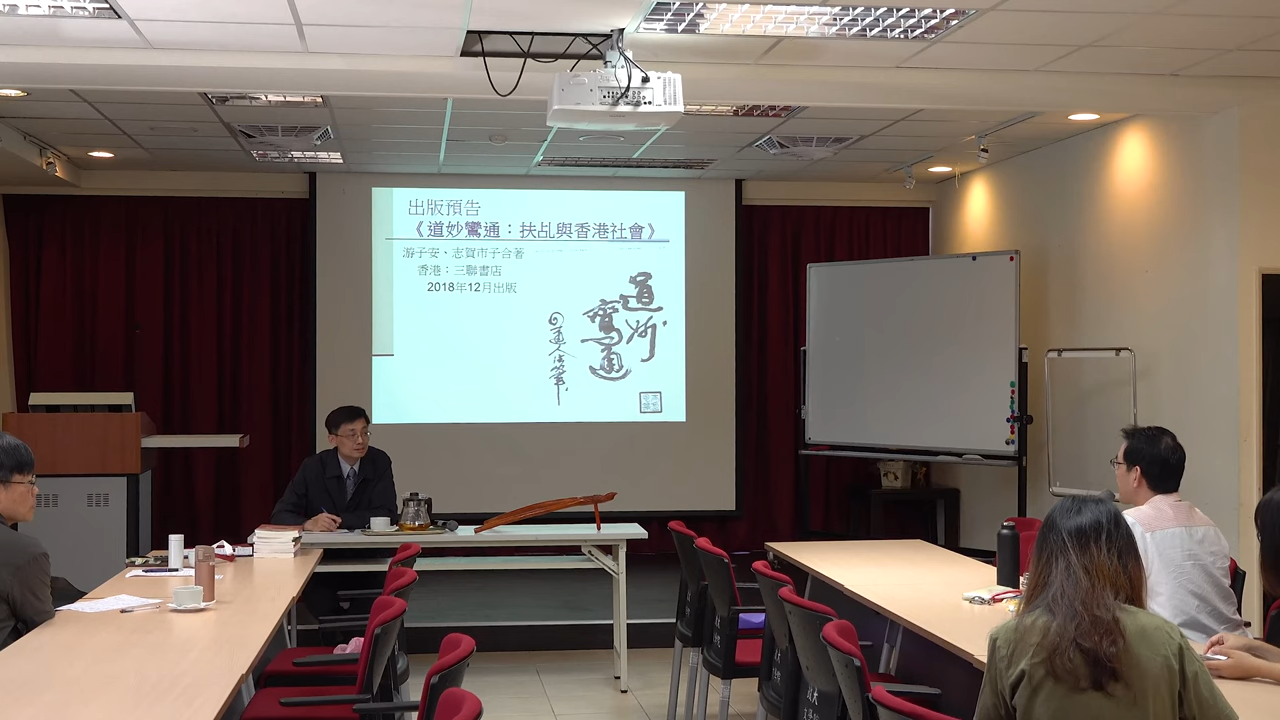 出版預告
《道妙鸞通：扶乩與香港社會》
游子安、志賀市子合著
香港：三聯書店
2018年12月出版
道妙
鸞通